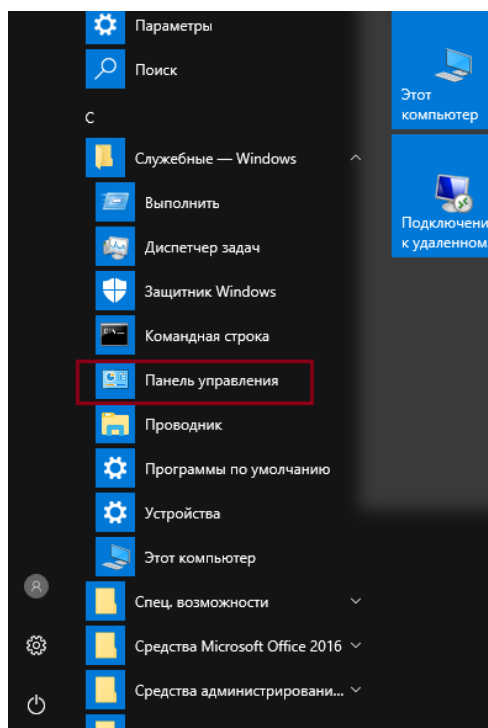 Параметры
Поиск
С
Служебные — Windows
Выполнить
Диспетчер задач
Защитник Windows
Командная строка
Панель управления
Проводник
Программы по умолчанию
Устройства
Этот компьютер
Спец. возможности
Средства Microsoft Office 2016
Средства администрировани...
Этот
компьютер
Подключени
к удаленном